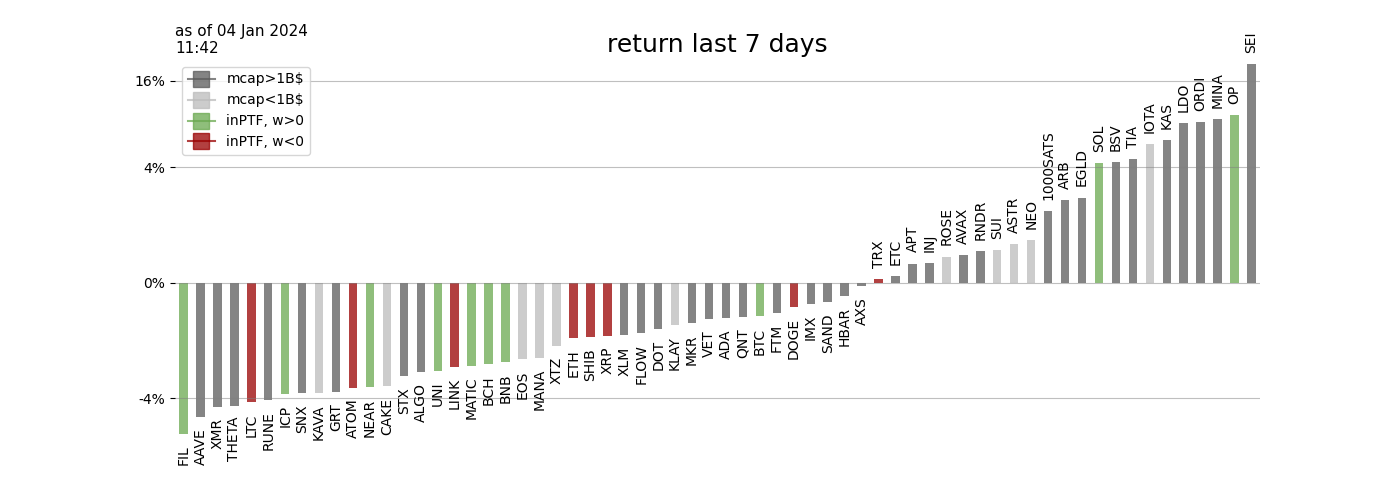 as of 04 Jan 2024
11:42
return last 7 days
mcap>1B$
mcap<1B$
inPTF, w>0
inPTF, w<0
16%
4%
0%
-4%
FIL
AAVE
XMR
THETA
LTC
RUNE
ICP
SNX
KAVA
GRT
ATOM
NEAR
CAKE
STX
ALGO
UNI
LINK
MATIC
BCH
BNB
EOS
MANA
XTZ
ETH
SHIB
XRP
XLM
FLOW
DOT
KLAY
MKR
VET
ADA
QNT
BTC
FTM
DOGE
IMX
SAND
HBAR
AXS
TRX
ETC
APT
INJ
ROSE
AVAX
RNDR
SUI
ASTR
NEO
1000SATS
ARB
EGLD
SOL
BSV
TIA
IOTA
KAS
LDO
ORDI
MINA
OP
SEI